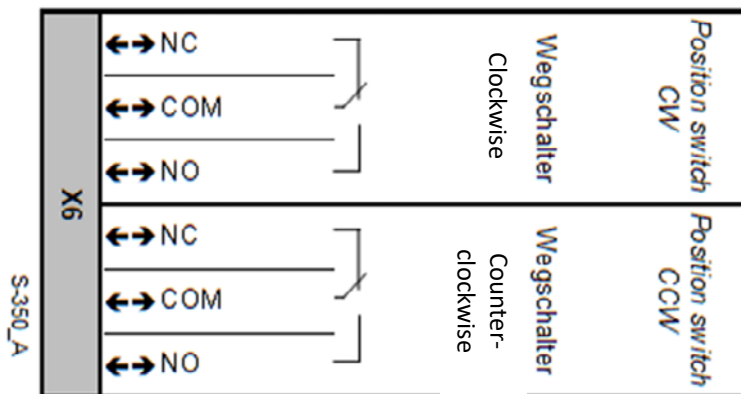 X6
S-350_A
NC
COM
NO
Wegschalter
Clockwise
Position switch
CW
NC
COM
NO
Wegschalter
Counter-
clockwise
Position switch
CCW